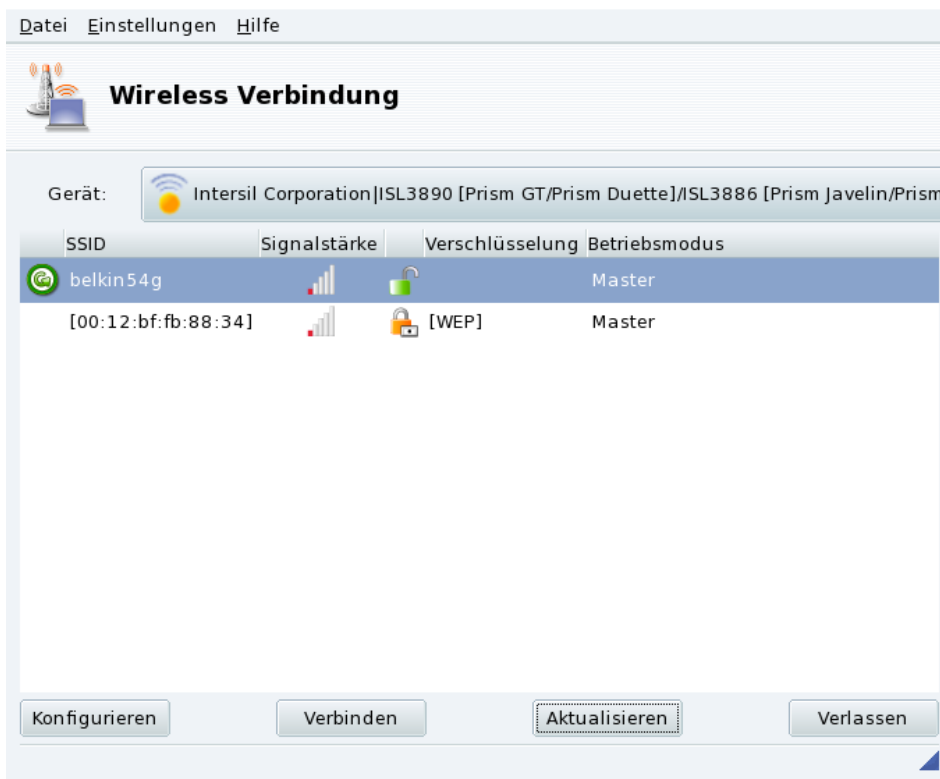 Datei Einstellungen Hilfe
Wireless Verbindung
Gerät: Intersil Corporation|ISL3890 [Prism GT/Prism Duette]/ISL3886 [Prism Javelin/Prism
SSID Signalstärke Verschlüsselung Betriebsmodus
belkin54g Master
[00:12:bf:fb:88:34] [WEP] Master
Konfigurieren Verbinden Aktualisieren Verlassen